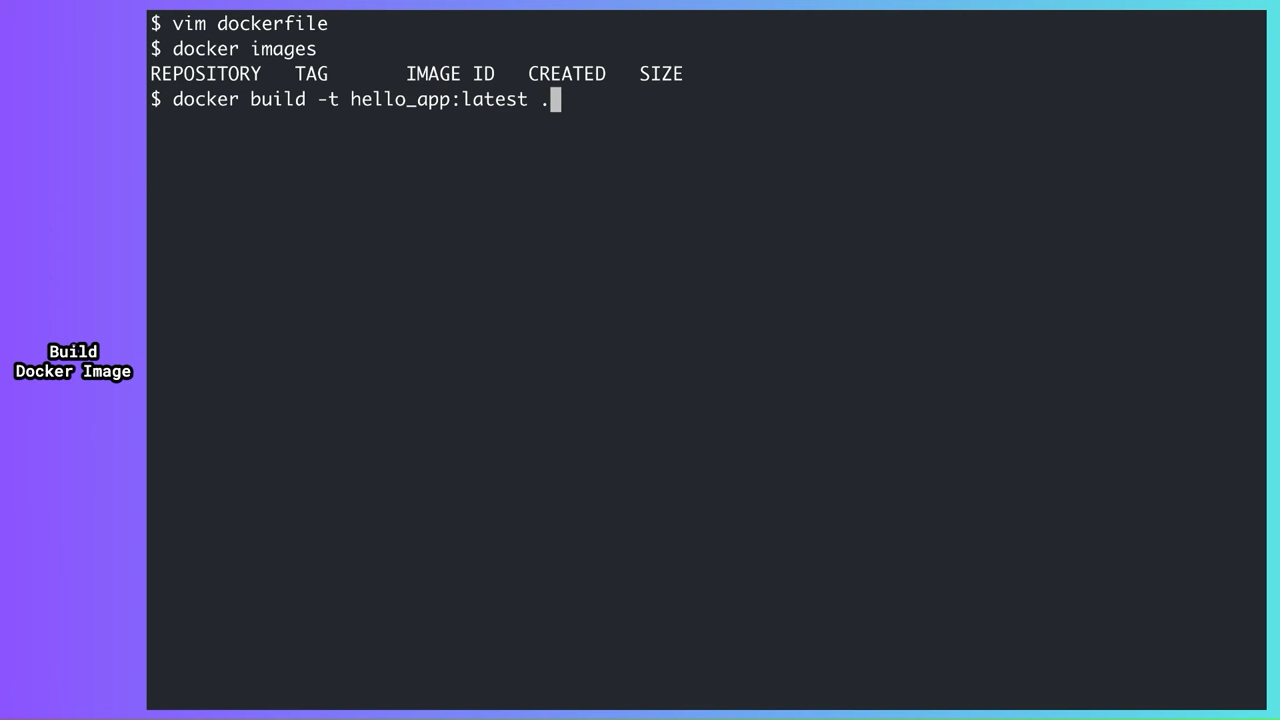 $ vim dockerfile
$ docker images
REPOSITORY   TAG       IMAGE ID   CREATED   SIZE
$ docker build -t hello_app:latest .
Build
Docker Image